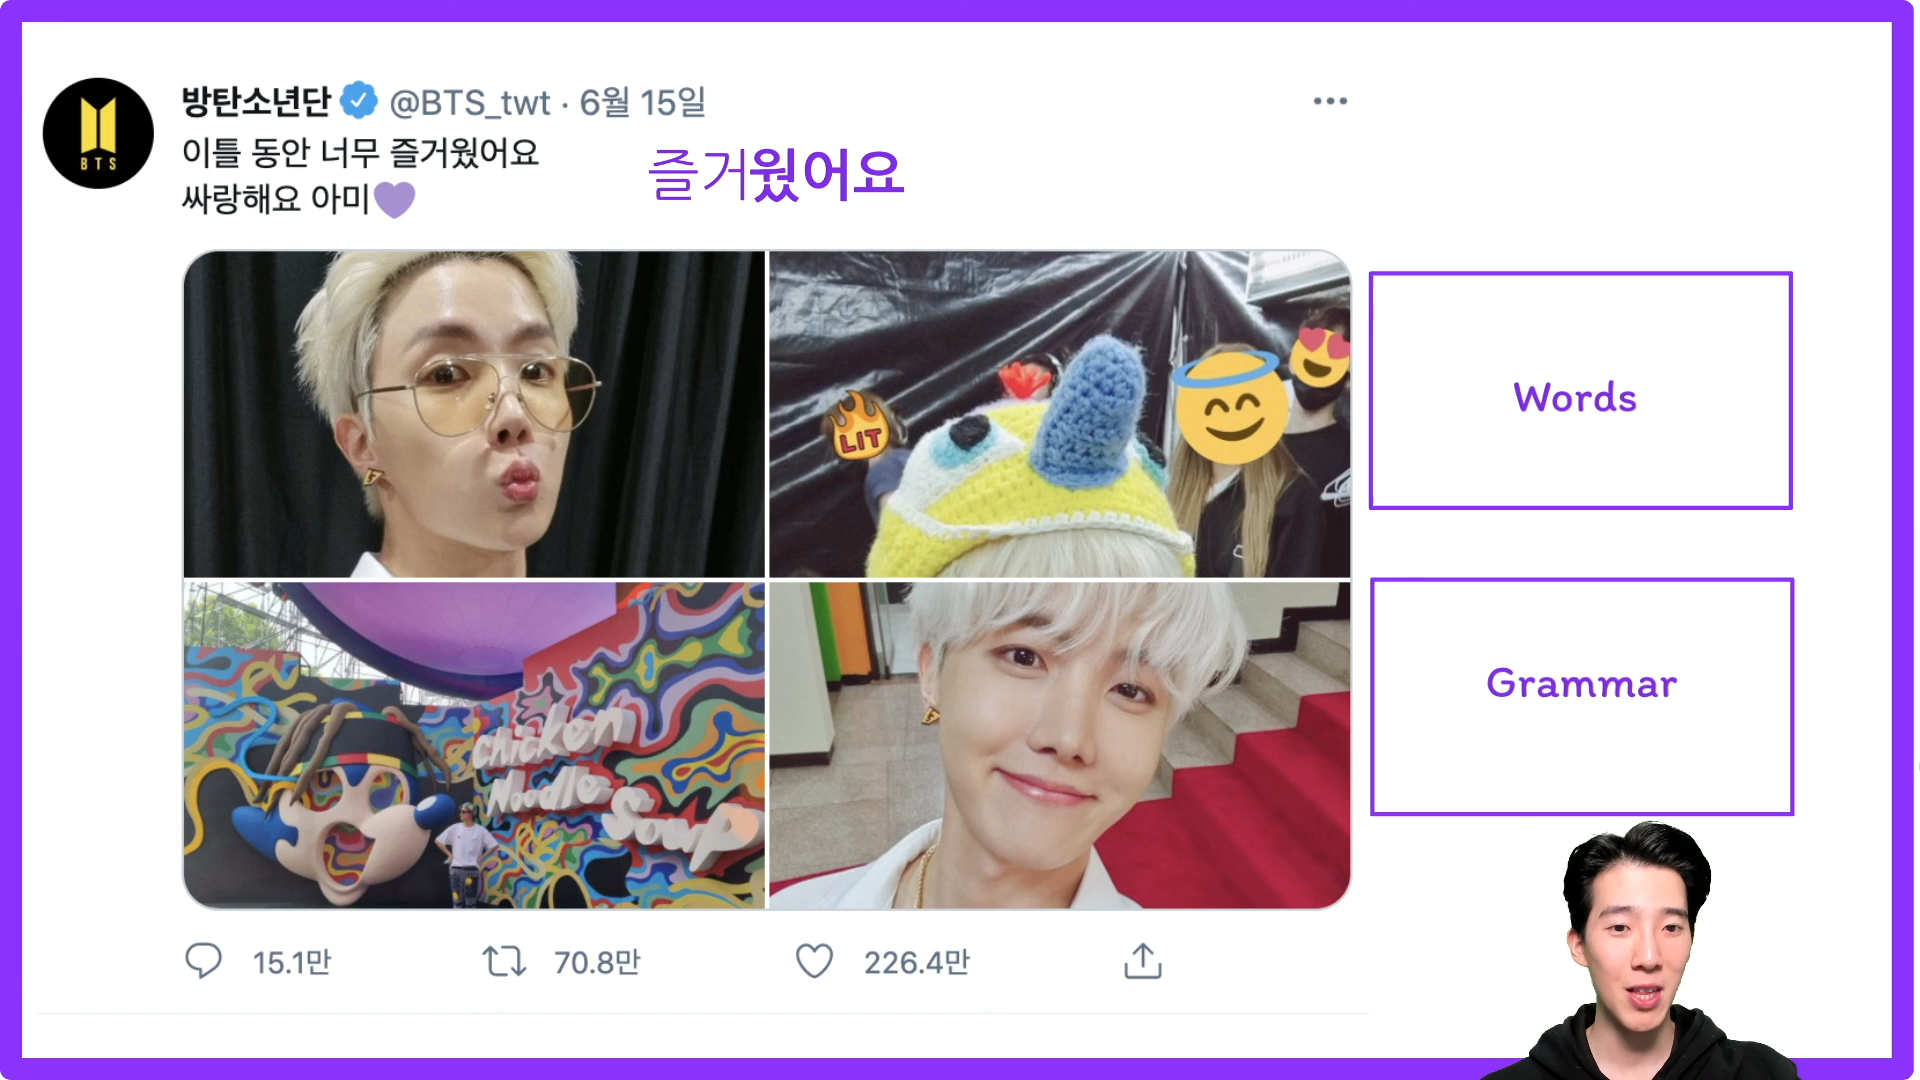 방탄소년단 @BTS_twt · 6월 15일
이틀 동안 너무 즐거웠어요
싸랑해요 아미💜
즐거웠어요
BTS
LIT
Chicken
Noodle
Soup
Words
Grammar
15.1만
70.8만
226.4만